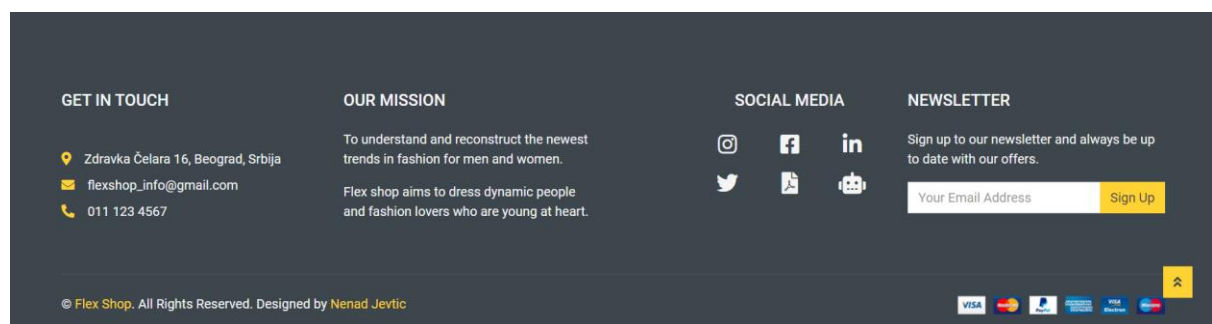 GET IN TOUCH
Zdravka Čelara 16, Beograd, Srbija
flexshop_info@gmail.com
011 123 4567
OUR MISSION
To understand and reconstruct the newest
trends in fashion for men and women.
Flex shop aims to dress dynamic people
and fashion lovers who are young at heart.
SOCIAL MEDIA
in
NEWSLETTER
Sign up to our newsletter and always be up
to date with our offers.
Your Email Address
Sign Up
© Flex Shop. All Rights Reserved. Designed by Nenad Jevtic
VISA
PayPal
VISA
Electron